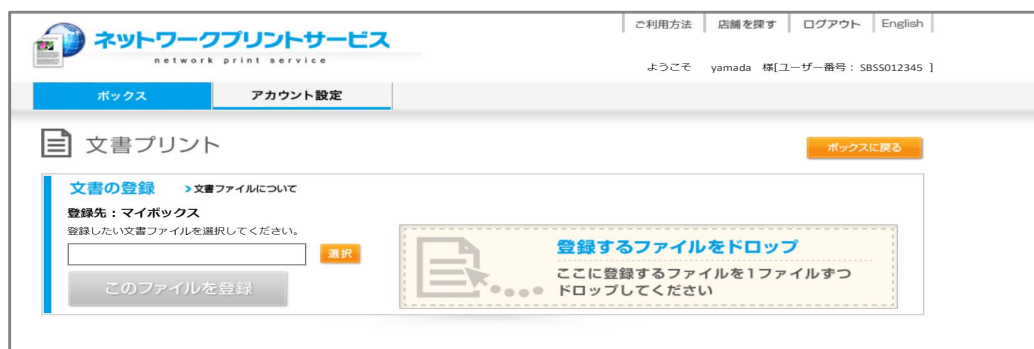 ご利用方法 店舗を探す ログアウト English
ネットワークプリントサービス
network print service
ようこそ yamada 様[ユーザー番号: SBSS012345 ]
ボックス アカウント設定
文書プリント
ボックスに戻る
文書の登録 >文書ファイルについて
登録先:マイボックス
登録したい文書ファイルを選択してください。
選択
このファイルを登録
登録するファイルをドロップ
ここに登録するファイルを1ファイルずつ
ドロップしてください